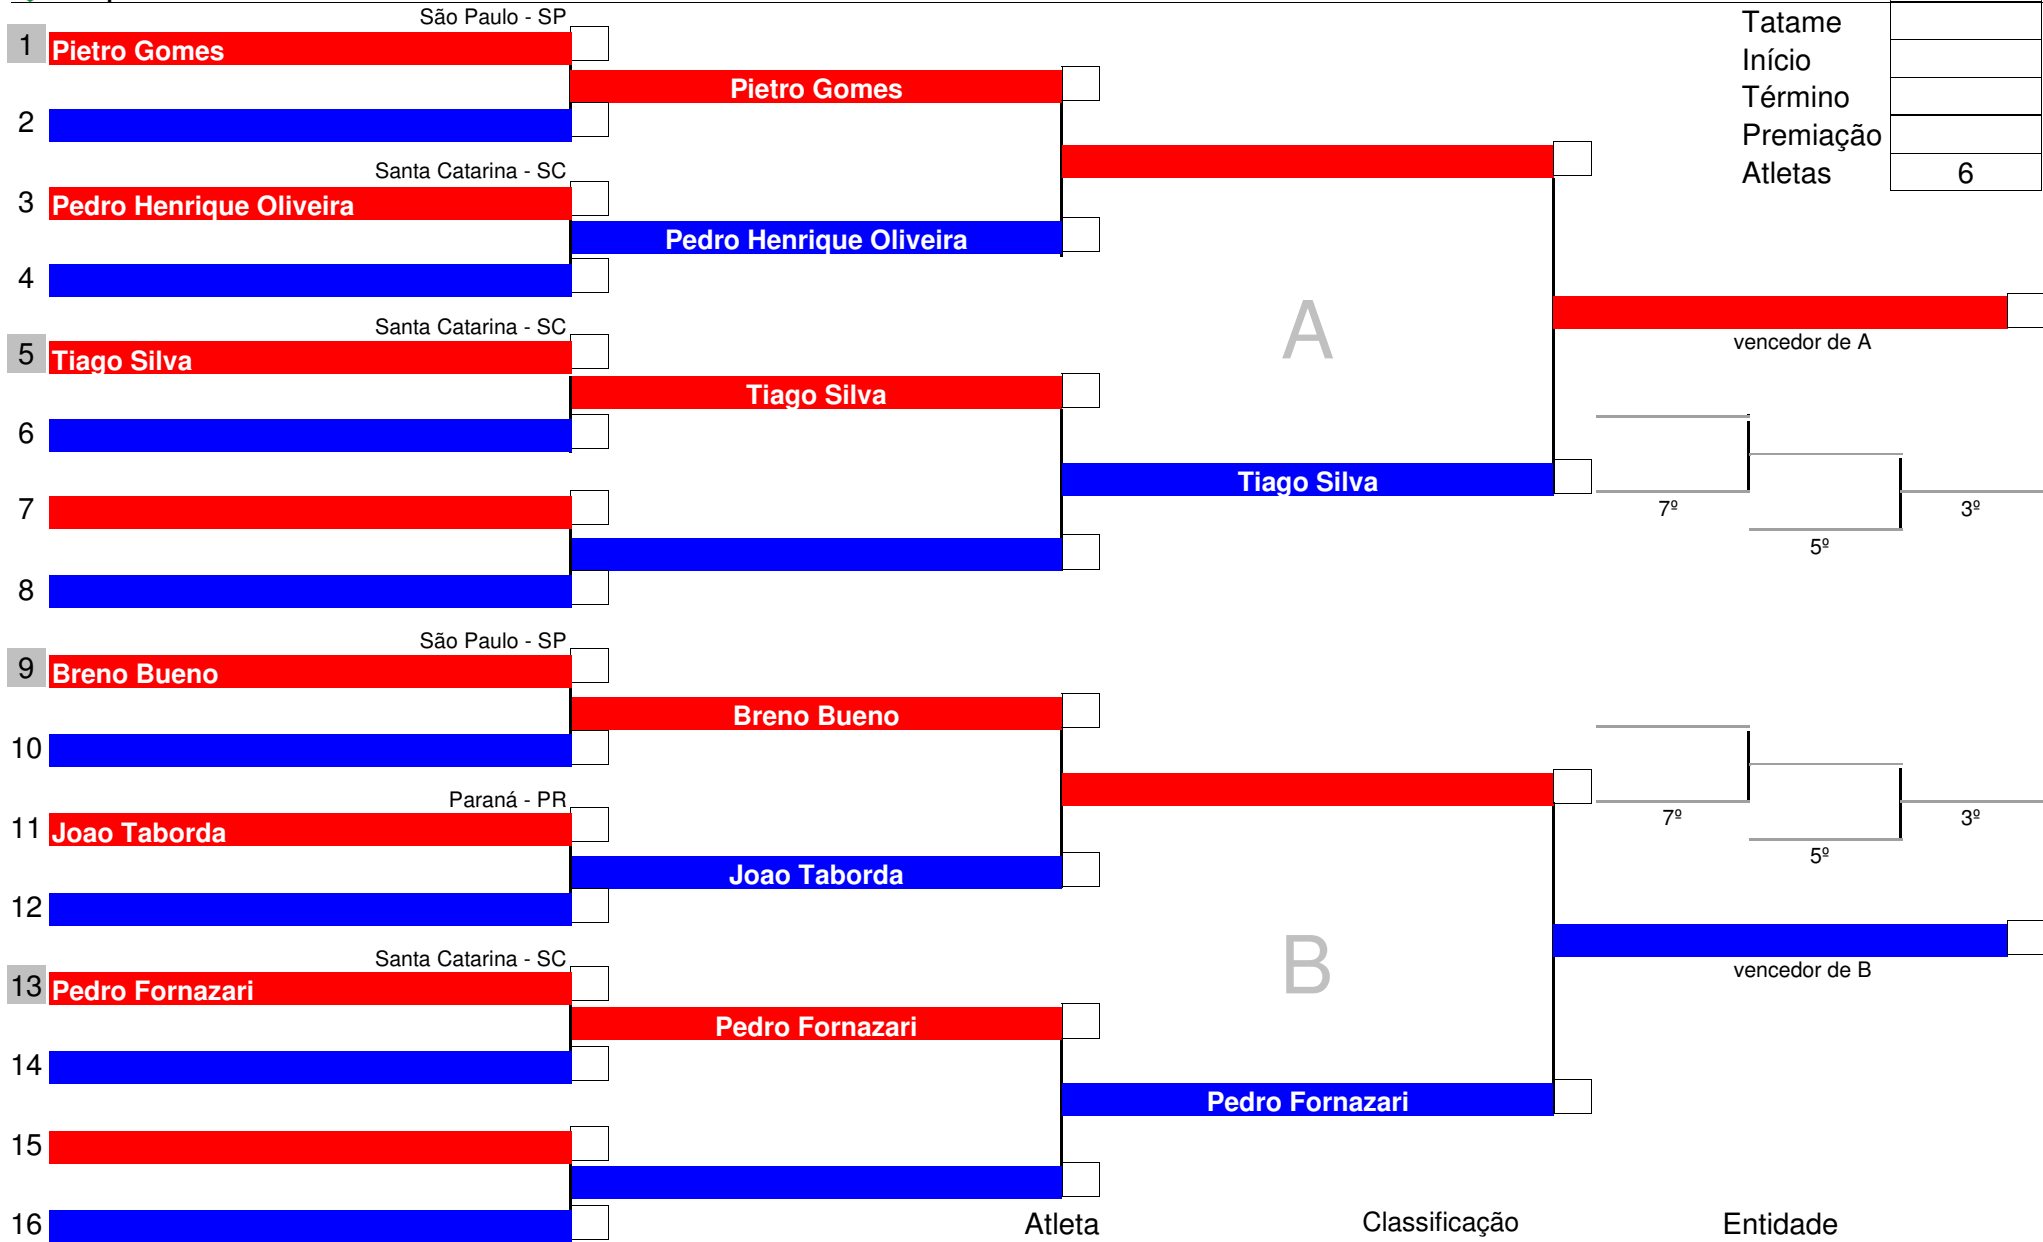 São Paulo - SP
Tatame
1 Pietro Gomes
Início
Pietro Gomes
Término
2
Premiação
Santa Catarina - SC
Atletas 6
3 Pedro Henrique Oliveira
Pedro Henrique Oliveira
4
A
Santa Catarina - SC
vencedor de A
5 Tiago Silva
Tiago Silva
6
Tiago Silva
7
7º 3º
5º
8
São Paulo - SP
9 Breno Bueno
Breno Bueno
10
Paraná - PR
7º 3º
11 Joao Taborda
5º
Joao Taborda
12
Santa Catarina - SC
B
vencedor de B
13 Pedro Fornazari
Pedro Fornazari
14
Pedro Fornazari
15
16
Atleta Classificação Entidade